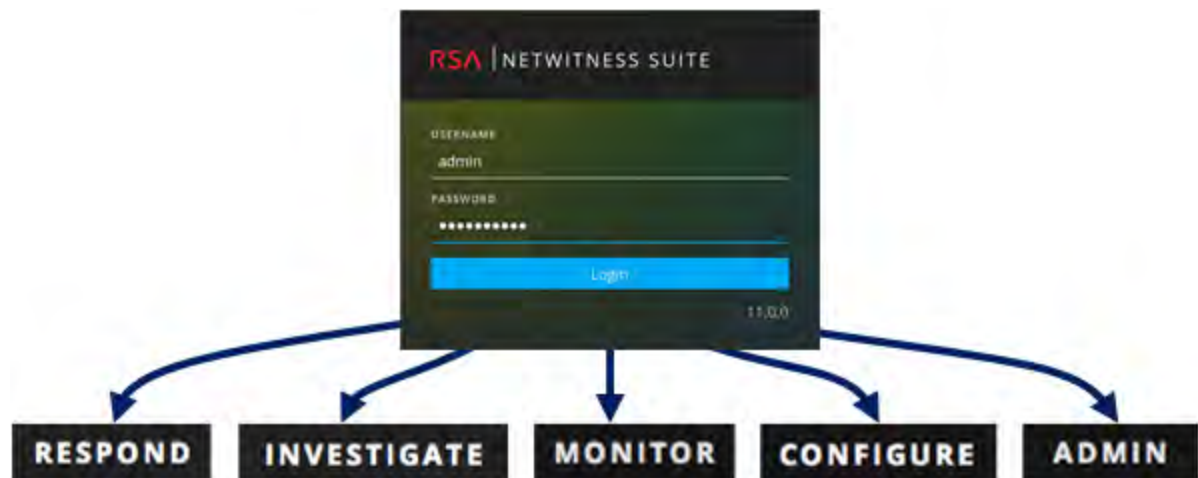 RSA | NETWITNESS SUITE
USERNAME
admin
PASSWORD
••••••••••
Login
11.0.0
RESPOND INVESTIGATE MONITOR CONFIGURE ADMIN